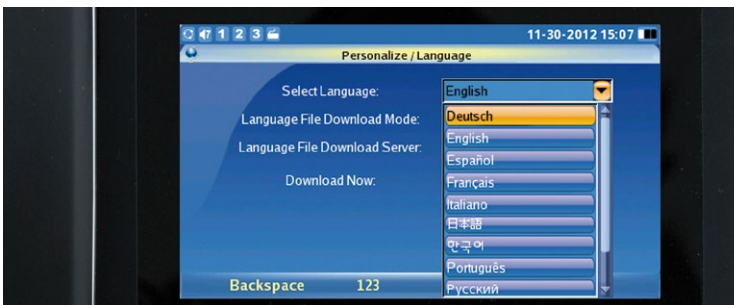 1 2 3
11-30-2012 15:07
Personalize / Language
Select Language:
English
Language File Download Mode:
Language File Download Server:
Download Now:
Deutsch
English
Español
Français
Italiano
日本語
한국어
Português
Русский
Backspace
123